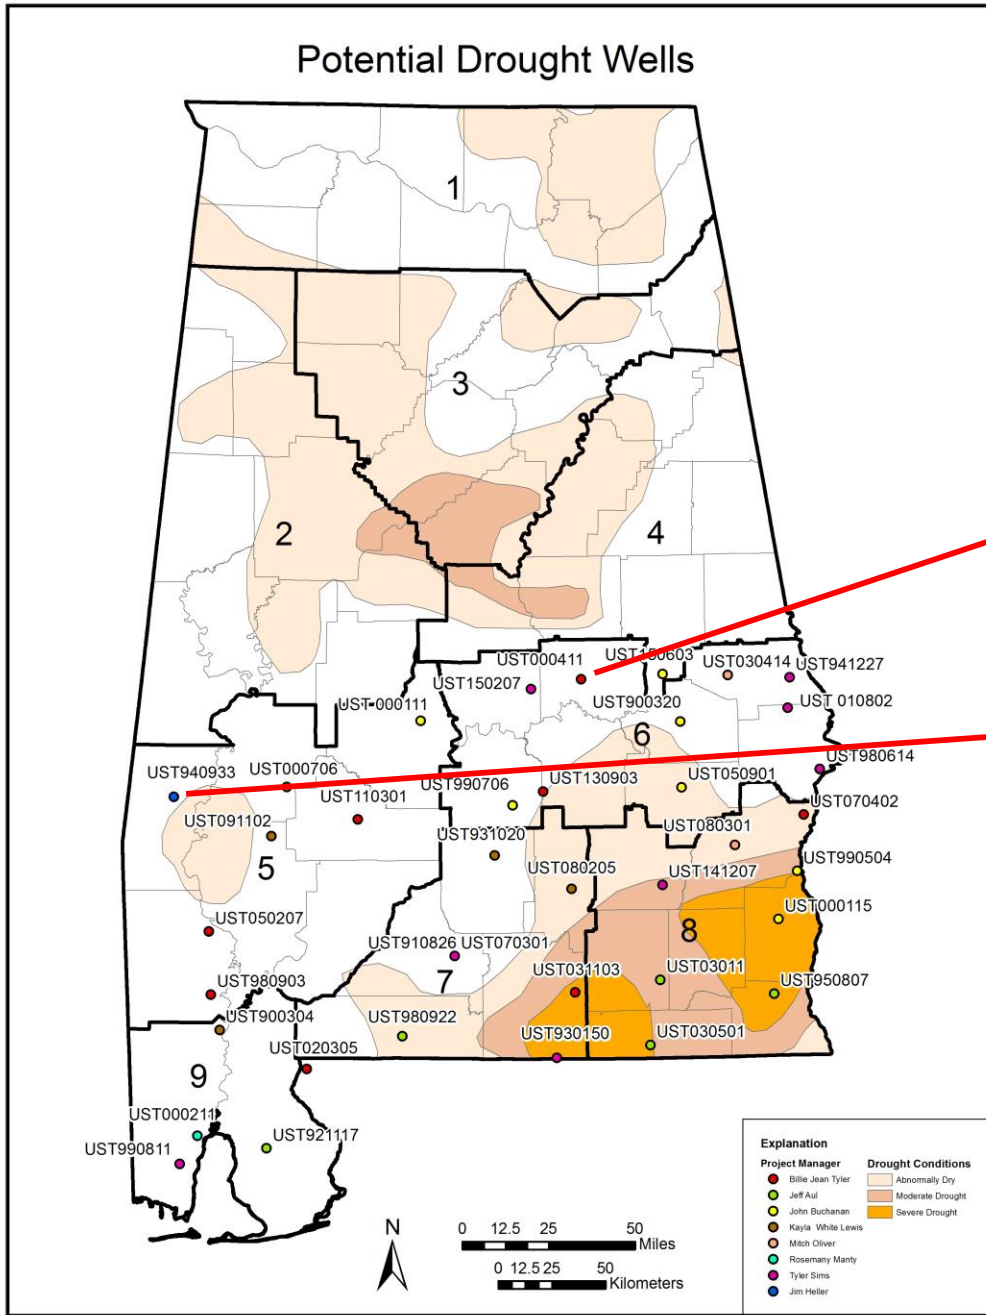 Potential Drought Wells
1
3
2
4
UST000411
UST150603
UST030414
UST941227
UST150207
UST-000111
UST900320
UST 010802
6
UST940933
UST000706
UST980614
UST990706
UST130903
UST050901
UST110301
UST070402
UST091102
UST931020
UST080301
5
UST080205
UST141207
UST990504
UST050207
UST000115
8
UST910826
UST070301
7
UST031103
UST03011
UST950807
UST980903
UST900304
UST980922
UST930150
UST030501
UST020305
9
UST000211
UST990811
UST921117
N
0 12.5 25 50
Miles
0 12.5 25 50
Kilometers
Explanation
Project Manager
Billie Jean Tyler
Jeff Aul
John Buchanan
Kayla White Lewis
Mitch Oliver
Rosemany Manty
Tyler Sims
Jim Heller
Drought Conditions
Abnormally Dry
Moderate Drought
Severe Drought